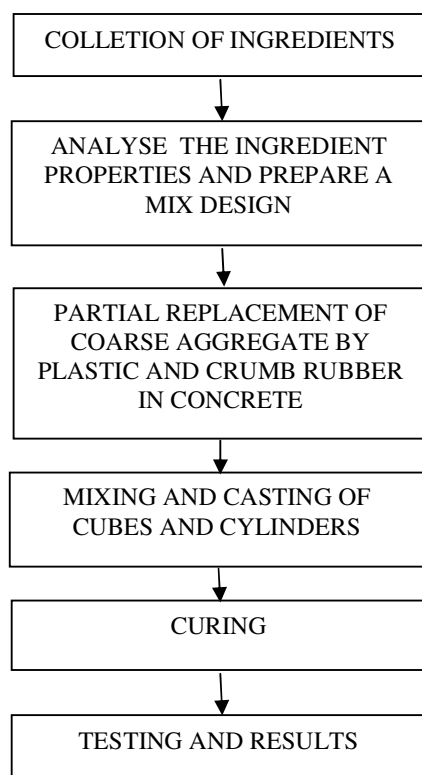 COLLETION OF INGREDIENTS
ANALYSE THE INGREDIENT
PROPERTIES AND PREPARE A
MIX DESIGN
PARTIAL REPLACEMENT OF
COARSE AGGREGATE BY
PLASTIC AND CRUMB RUBBER
IN CONCRETE
MIXING AND CASTING OF
CUBES AND CYLINDERS
CURING
TESTING AND RESULTS